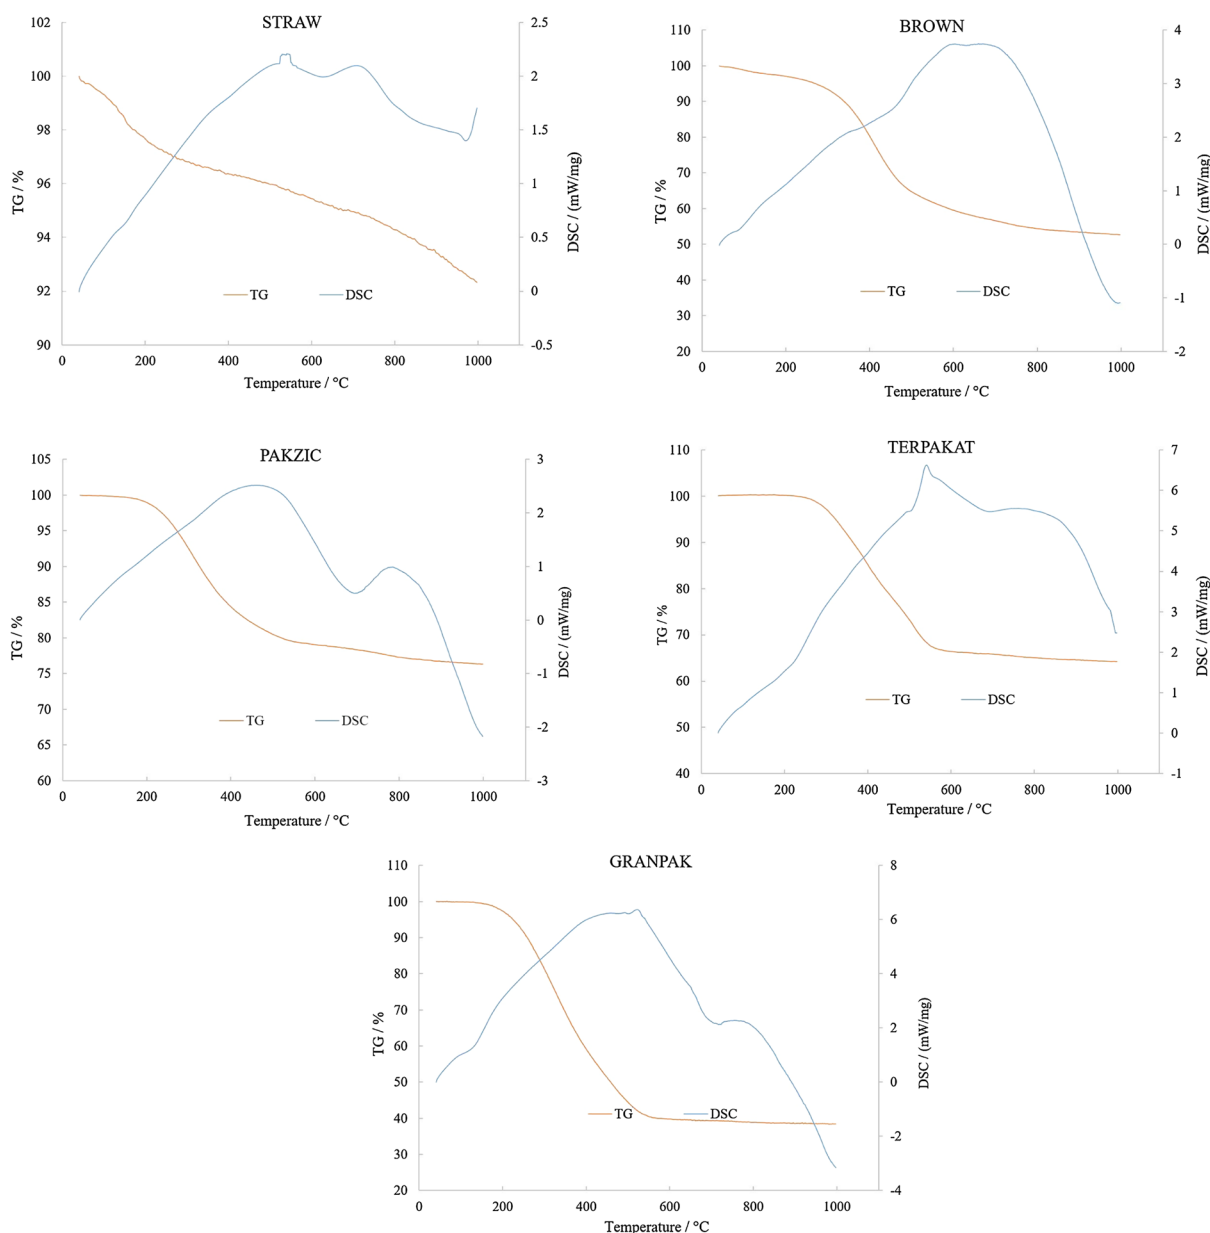 STRAW
102
100
98
96
94
92
90
TG / %
2.5
2
1.5
1
0.5
0
-0.5
DSC / (mW/mg)
TG DSC
0 200 400 600 800 1000
Temperature / °C
BROWN
110
100
90
80
70
60
50
40
30
20
TG / %
4
3
2
1
0
-1
-2
DSC / (mW/mg)
TG DSC
0 200 400 600 800 1000
Temperature / °C
PAKZIC
105
100
95
90
85
80
75
70
65
60
TG / %
3
2
1
0
-1
-2
-3
DSC / (mW/mg)
TG DSC
0 200 400 600 800 1000
Temperature / °C
TERPAKAT
110
100
90
80
70
60
50
40
TG / %
7
6
5
4
3
2
1
0
-1
DSC / (mW/mg)
TG DSC
0 200 400 600 800 1000
Temperature / °C
GRANPAK
110
100
90
80
70
60
50
40
30
20
TG / %
8
6
4
2
0
-2
-4
DSC / (mW/mg)
TG DSC
0 200 400 600 800 1000
Temperature / °C